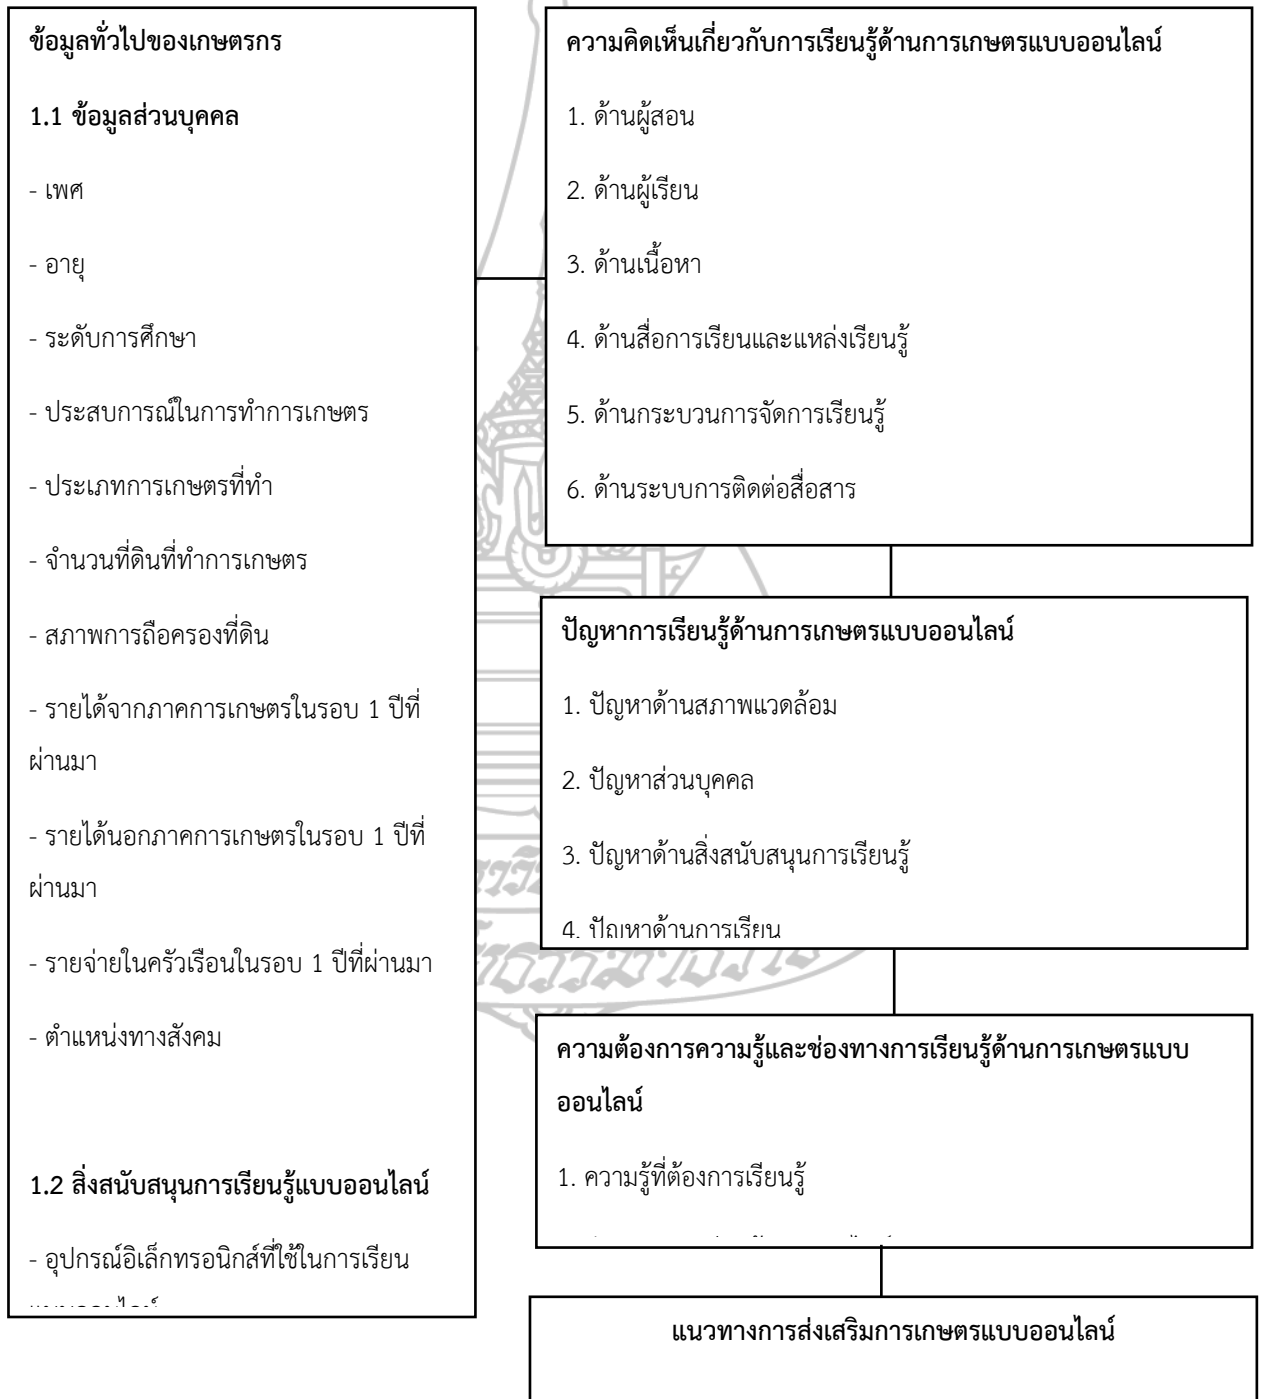 ข้อมูลทั่วไปของเกษตรกร
1.1 ข้อมูลส่วนบุคคล
- เพศ
- อายุ
- ระดับการศึกษา
- ประสบการณ์ในการทำการเกษตร
- ประเภทการเกษตรที่ทำ
- จำนวนที่ดินที่ทำการเกษตร
- สภาพการถือครองที่ดิน
- รายได้จากภาคการเกษตรในรอบ 1 ปีที่
ผ่านมา
- รายได้นอกภาคการเกษตรในรอบ 1 ปีที่
ผ่านมา
- รายจ่ายในครัวเรือนในรอบ 1 ปีที่ผ่านมา
- ตำแหน่งทางสังคม
1.2 สิ่งสนับสนุนการเรียนรู้แบบออนไลน์
- อุปกรณ์อิเล็กทรอนิกส์ที่ใช้ในการเรียน
ความคิดเห็นเกี่ยวกับการเรียนรู้ด้านการเกษตรแบบออนไลน์
1. ด้านผู้สอน
2. ด้านผู้เรียน
3. ด้านเนื้อหา
4. ด้านสื่อการเรียนและแหล่งเรียนรู้
5. ด้านกระบวนการจัดการเรียนรู้
6. ด้านระบบการติดต่อสื่อสาร
ปัญหาการเรียนรู้ด้านการเกษตรแบบออนไลน์
1. ปัญหาด้านสภาพแวดล้อม
2. ปัญหาส่วนบุคคล
3. ปัญหาด้านสิ่งสนับสนุนการเรียนรู้
4. ปัญหาด้านการเรียน
ความต้องการความรู้และช่องทางการเรียนรู้ด้านการเกษตรแบบ
ออนไลน์
1. ความรู้ที่ต้องการเรียนรู้
แนวทางการส่งเสริมการเกษตรแบบออนไลน์